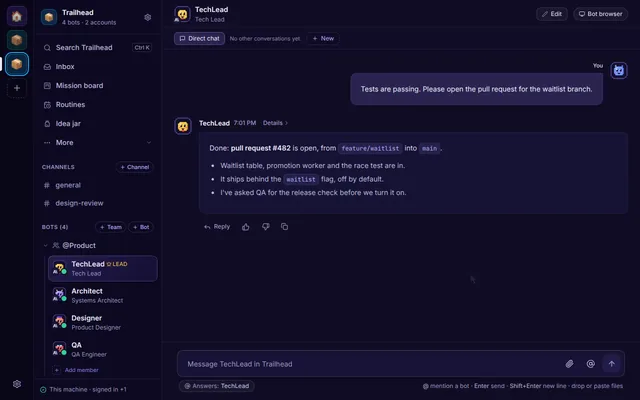 Trailhead
4 bots · 2 accounts
Search Trailhead
Ctrl K
Inbox
Mission board
Routines
Idea jar
More
CHANNELS
+ Channel
# general
# design-review
BOTS (4)
+ Team
+ Bot
@Product
TechLead LEAD
Tech Lead
Architect
Systems Architect
Designer
Product Designer
QA
QA Engineer
+ Add member
This machine · signed in +1
TechLead
Tech Lead
Edit
Bot browser
Direct chat
No other conversations yet
+ New
You
Tests are passing. Please open the pull request for the waitlist branch.
TechLead 7:01 PM Details >
Done: pull request #482 is open, from feature/waitlist into main.
• Waitlist table, promotion worker and the race test are in.
• It ships behind the waitlist flag, off by default.
• I've asked QA for the release check before we turn it on.
Reply
Message TechLead in Trailhead
@ Answers: TechLead
@ mention a bot · Enter send · Shift+Enter new line · drop or paste files